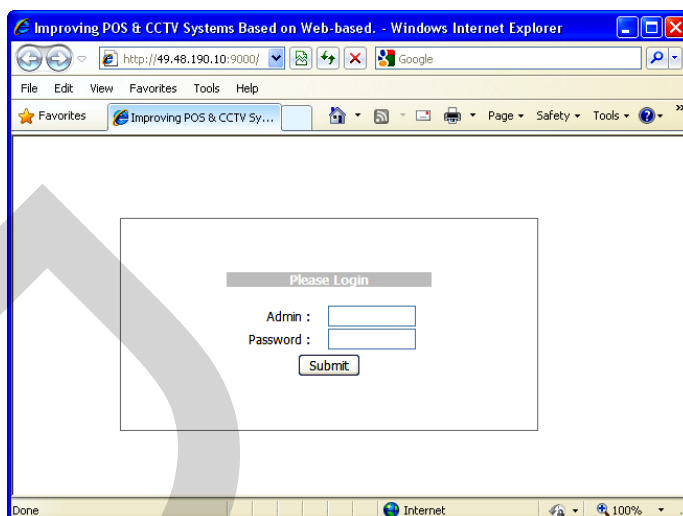 Improving POS & CCTV Systems Based on Web-based. - Windows Internet Explorer
http://49.48.190.10:9000/
Google
File Edit View Favorites Tools Help
Favorites
Improving POS & CCTV Sy...
Page Safety Tools
Please Login
Admin :
Password :
Submit
Done
Internet
100%